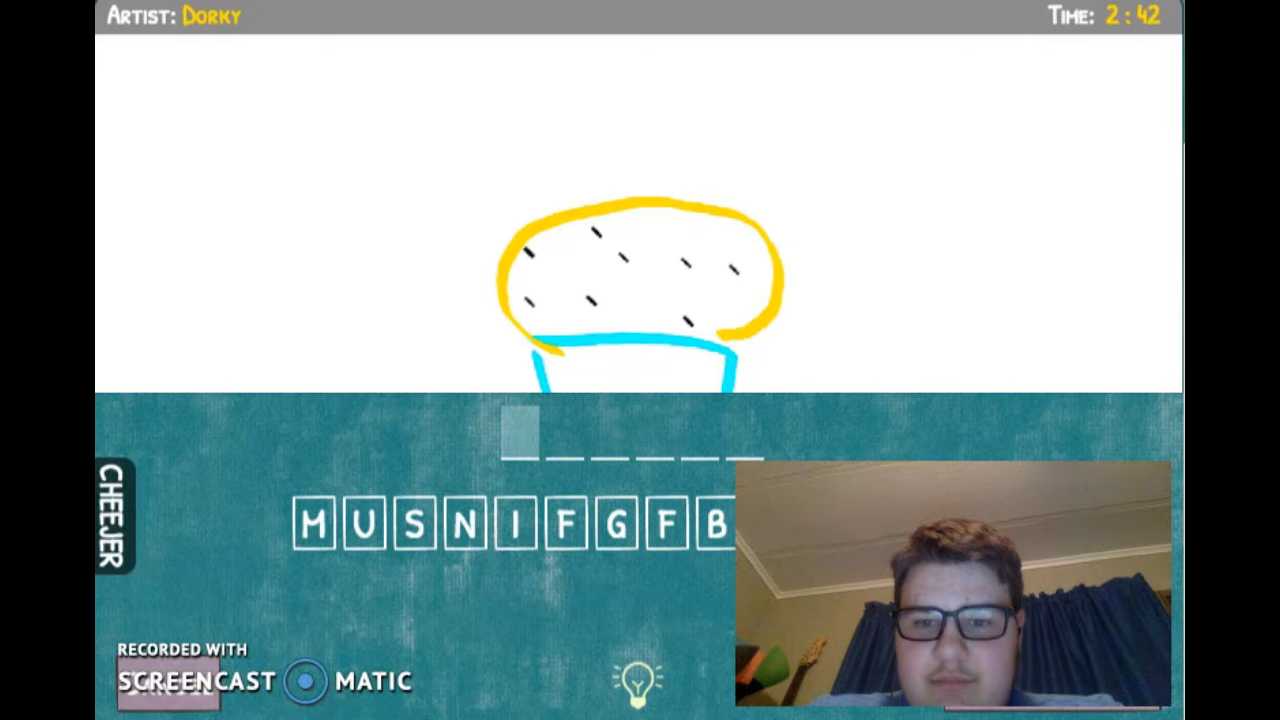 ARTIST: DORKY
TIME: 2 : 42
CHEEJER
M U S N I F G F B
RECORDED WITH
SCREENCAST MATIC